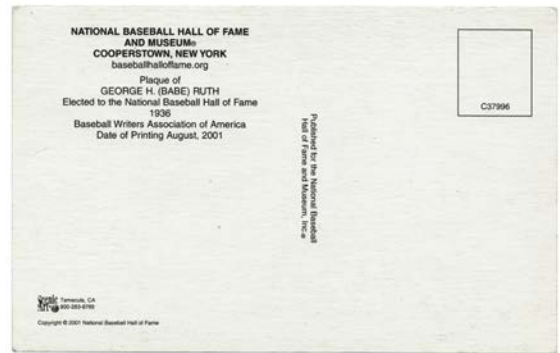 NATIONAL BASEBALL HALL OF FAME
AND MUSEUM®
COOPERSTOWN, NEW YORK
baseballhalloffame.org
Plaque of
GEORGE H. (BABE) RUTH
Elected to the National Baseball Hall of Fame
1936
Baseball Writers Association of America
Date of Printing August, 2001
C37996
Published for the National Baseball
Hall of Fame and Museum, Inc.®
Scenic Temecula, CA
Art
Copyright © 2001 National Baseball Hall of Fame